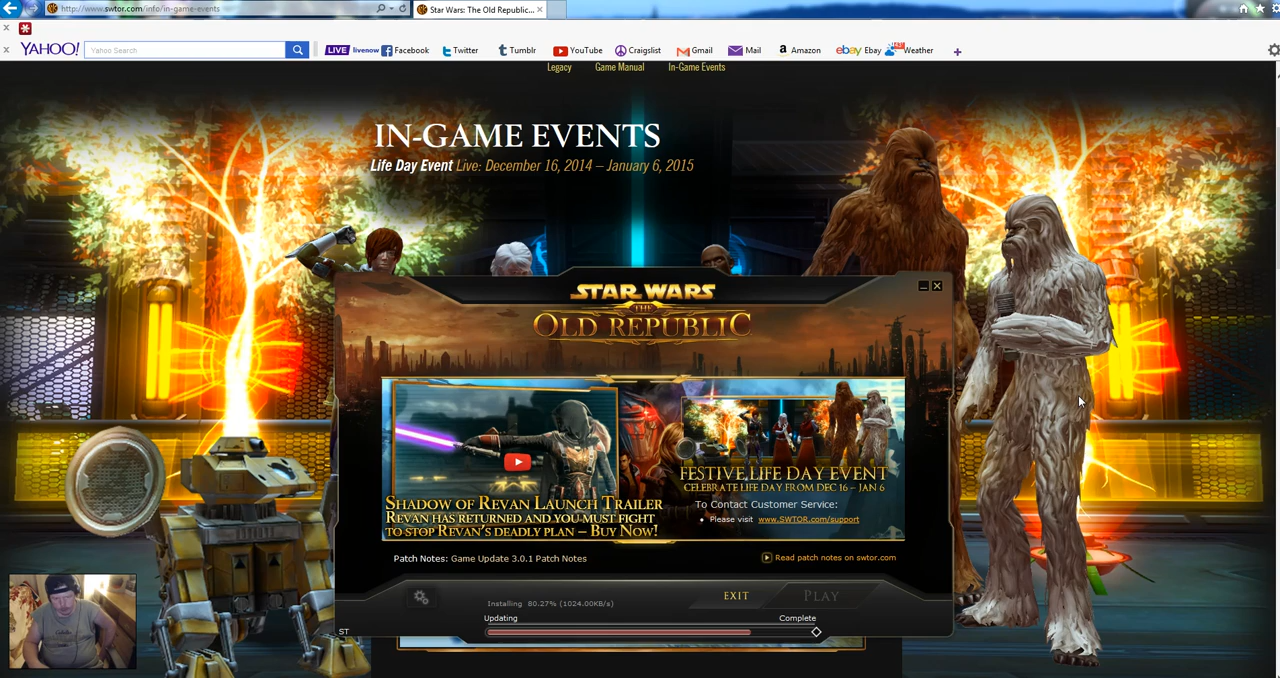 http://www.swtor.com/info/in-game-events
Star Wars: The Old Republic...
YAHOO!
Yahoo Search
LIVE livenow
Facebook
Twitter
Tumblr
YouTube
Craigslist
Gmail
Mail
Amazon
ebay Ebay
Weather
Legacy
Game Manual
In-Game Events
IN-GAME EVENTS
Life Day Event Live: December 16, 2014 – January 6, 2015
STAR WARS
THE
OLD REPUBLIC
SHADOW OF REVAN LAUNCH TRAILER
REVAN HAS RETURNED AND YOU MUST FIGHT
TO STOP REVAN'S DEADLY PLAN – BUY NOW!
FESTIVE LIFE DAY EVENT
CELEBRATE LIFE DAY FROM DEC 16 – JAN 6
To Contact Customer Service:
• Please visit www.SWTOR.com/support
Patch Notes: Game Update 3.0.1 Patch Notes
Read patch notes on swtor.com
EXIT
PLAY
Installing 80.27% (1024.00KB/s)
Updating
Complete
ST